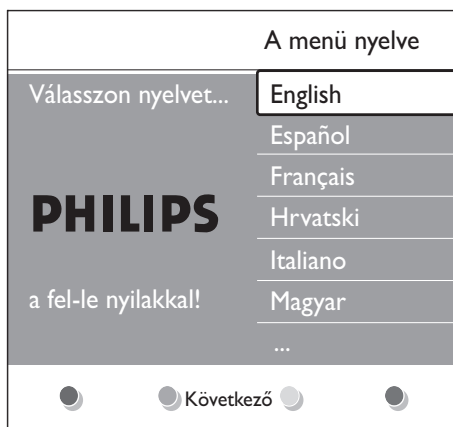 A menü nyelve
Válasszon nyelvet...
English
Español
Français
PHILIPS
Hrvatski
Italiano
a fel-le nyilakkal!
Magyar
...
Következő